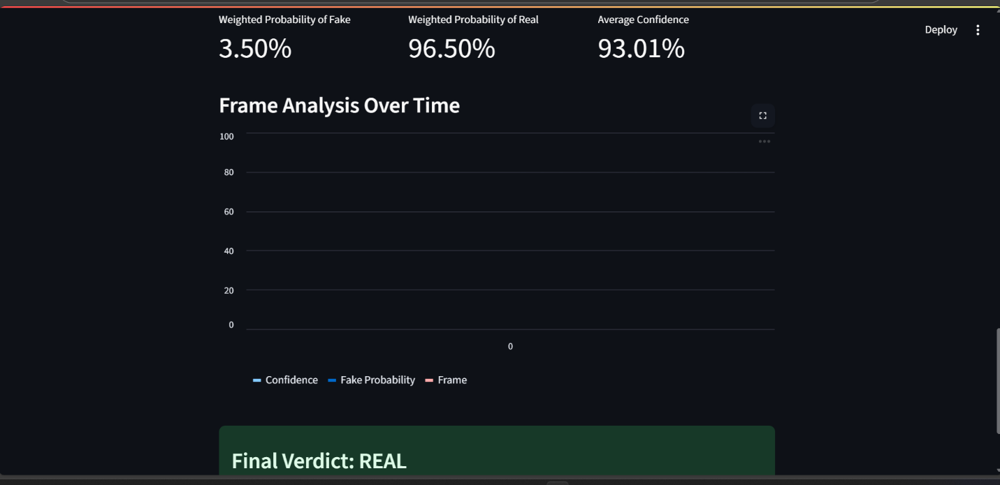 Weighted Probability of Fake
Weighted Probability of Real
Average Confidence
Deploy
3.50%
96.50%
93.01%
Frame Analysis Over Time
100
80
60
40
20
0
0
Confidence
Fake Probability
Frame
Final Verdict: REAL